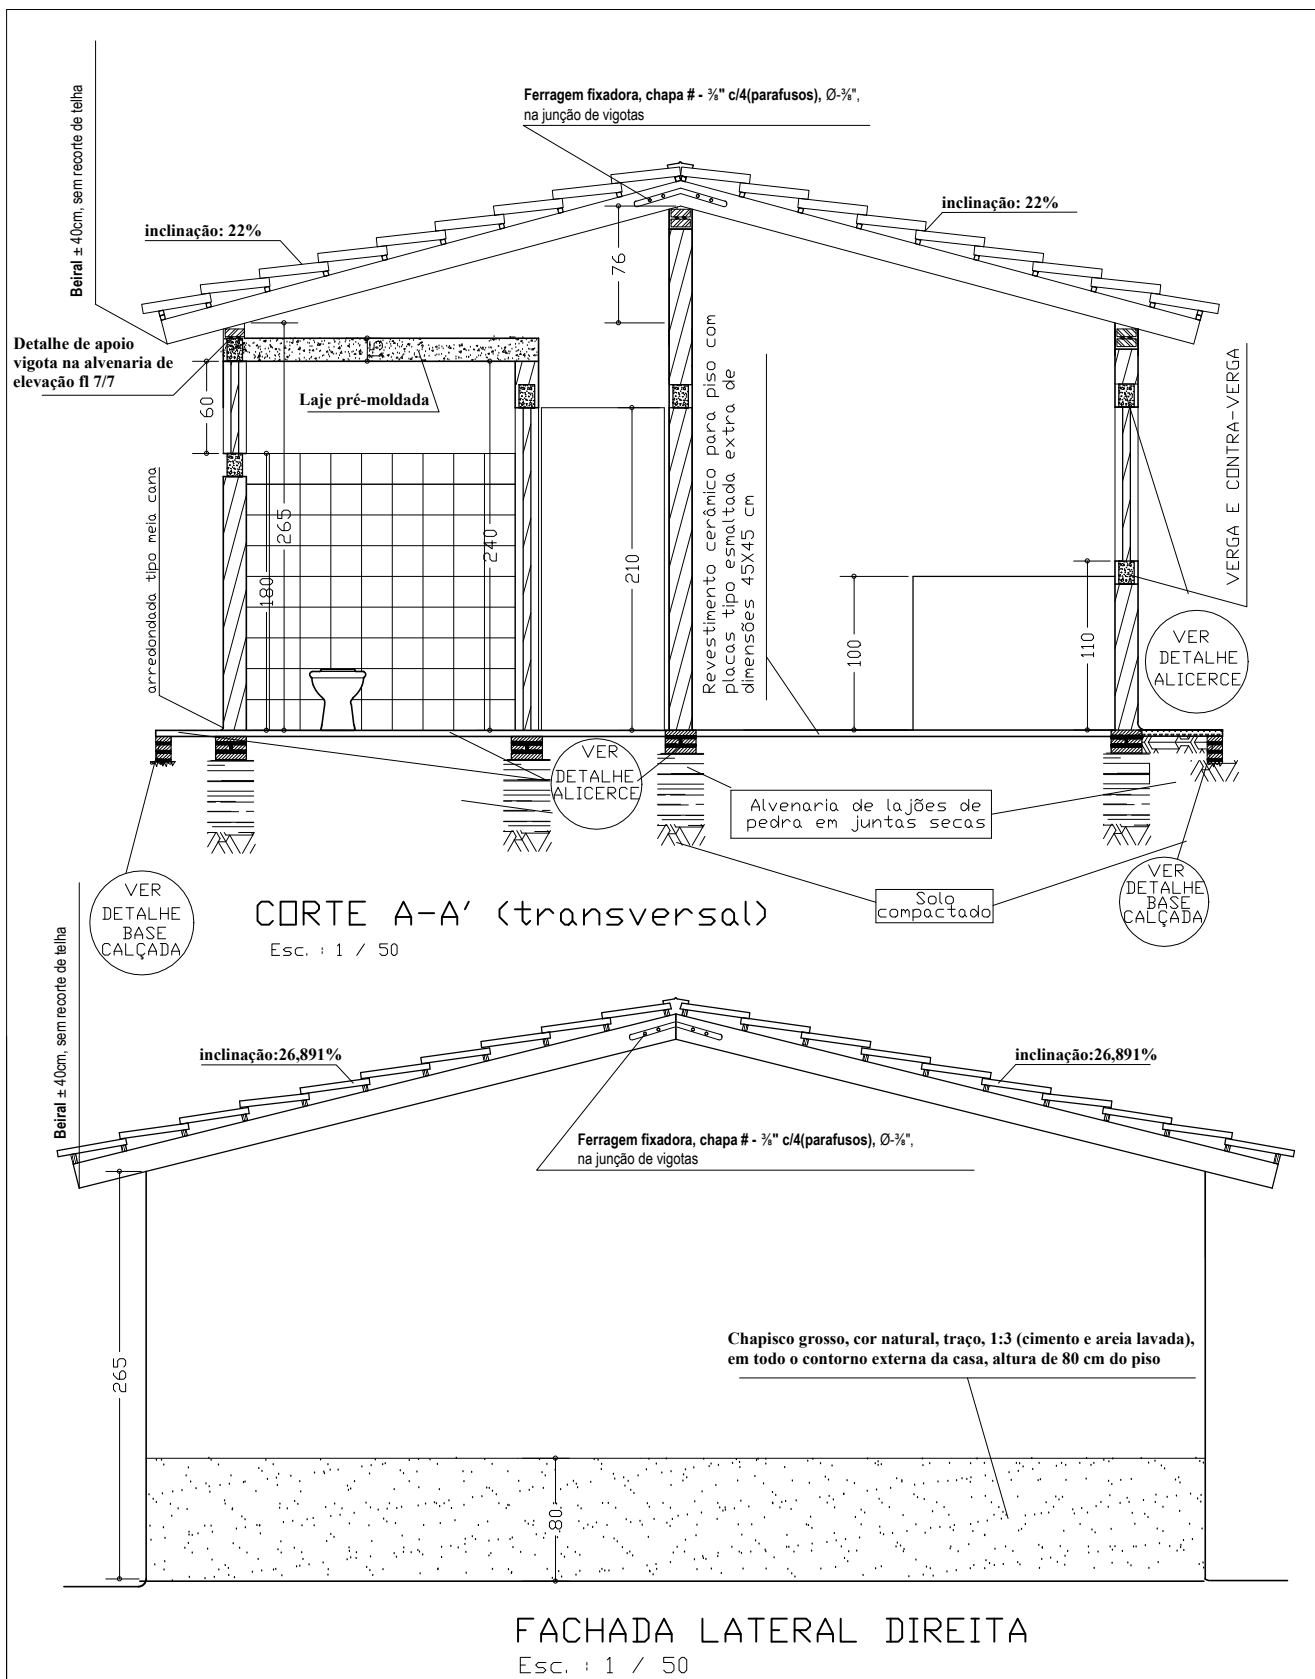 Beiral ± 40cm, sem recorte de telha
Ferragem fixadora, chapa # - ⅜" c/4(parafusos), Ø-⅜",
na junção de vigotas
inclinação: 22%
inclinação: 22%
76
Detalhe de apoio
vigota na alvenaria de
elevação fl 7/7
15
Laje pré-moldada
60
arredondada tipo meia cana
180
265
240
210
Revestimento cerâmico para piso com
placas tipo esmaltada extra de
dimensões 45X45 cm
100
110
VERGA E CONTRA-VERGA
VER
DETALHE
ALICERCE
VER
DETALHE
ALICERCE
Alvenaria de lajões de
pedra em juntas secas
Solo
compactado
VER
DETALHE
BASE
CALÇADA
VER
DETALHE
BASE
CALÇADA
CORTE A-A' (transversal)
Esc. : 1 / 50
Beiral ± 40cm, sem recorte de telha
inclinação:26,891%
inclinação:26,891%
Ferragem fixadora, chapa # - ⅜" c/4(parafusos), Ø-⅜",
na junção de vigotas
265
Chapisco grosso, cor natural, traço, 1:3 (cimento e areia lavada),
em todo o contorno externa da casa, altura de 80 cm do piso
80
FACHADA LATERAL DIREITA
Esc. : 1 / 50